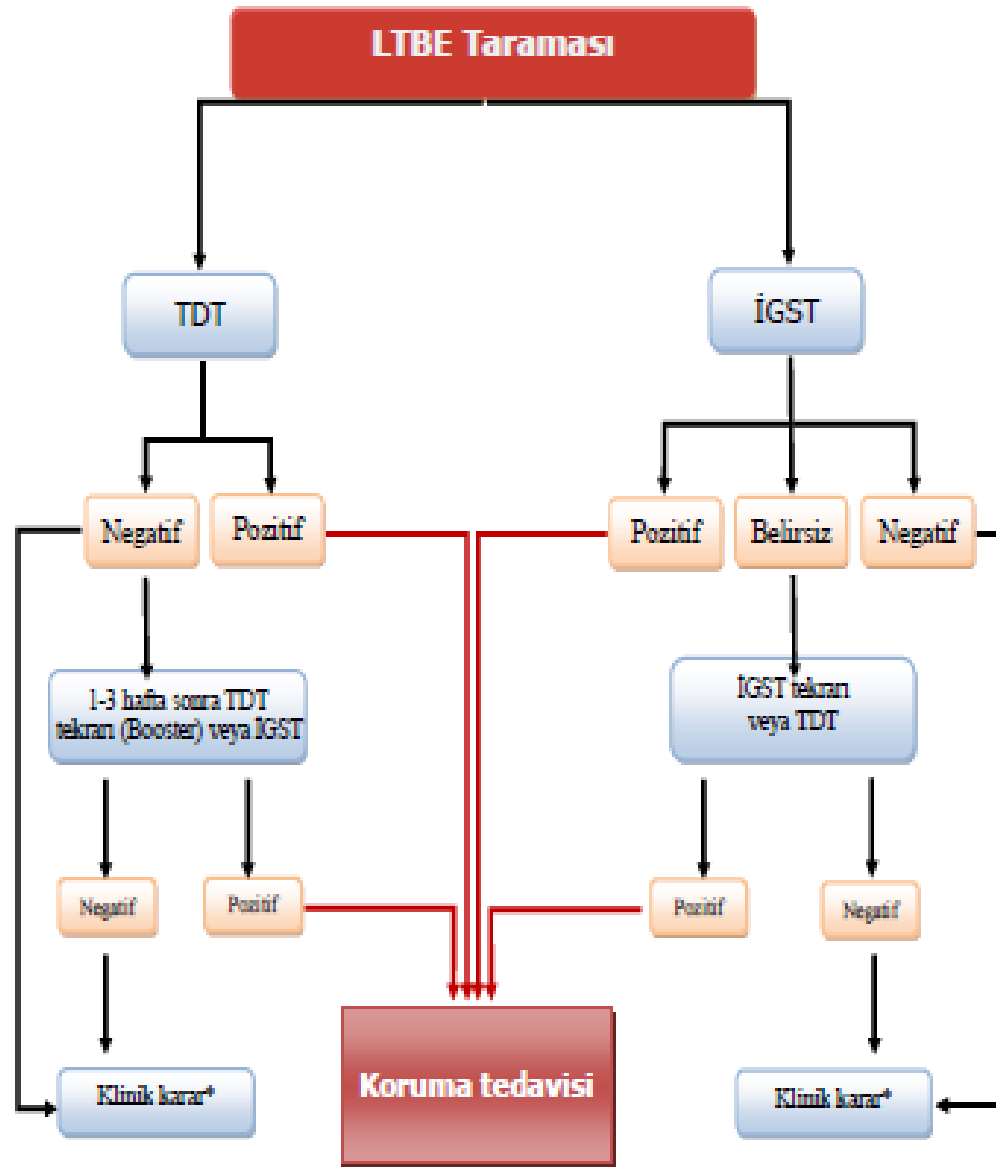 LTBE Taraması
TDT
İGST
Negatif
Pozitif
Pozitif
Belirsiz
Negatif
1-3 hafta sonra TDT
tekrarı (Booster) veya İGST
İGST tekrarı
veya TDT
Negatif
Pozitif
Pozitif
Negatif
Klinik karar*
Koruma tedavisi
Klinik karar*